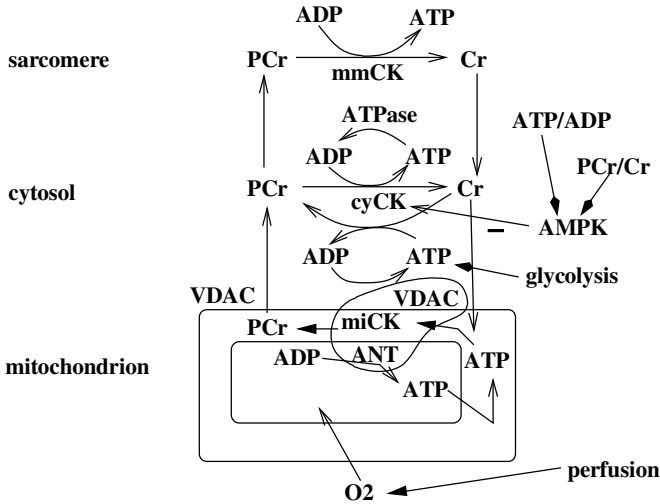 ADP ATP
sarcomere PCr Cr
mmCK
ATPase ATP/ADP
ADP ATP
PCr/Cr
cytosol PCr Cr
cyCK
– AMPK
ADP ATP
glycolysis
VDAC VDAC
PCr miCK
ADP ANT ATP
mitochondrion
ATP
perfusion
O2